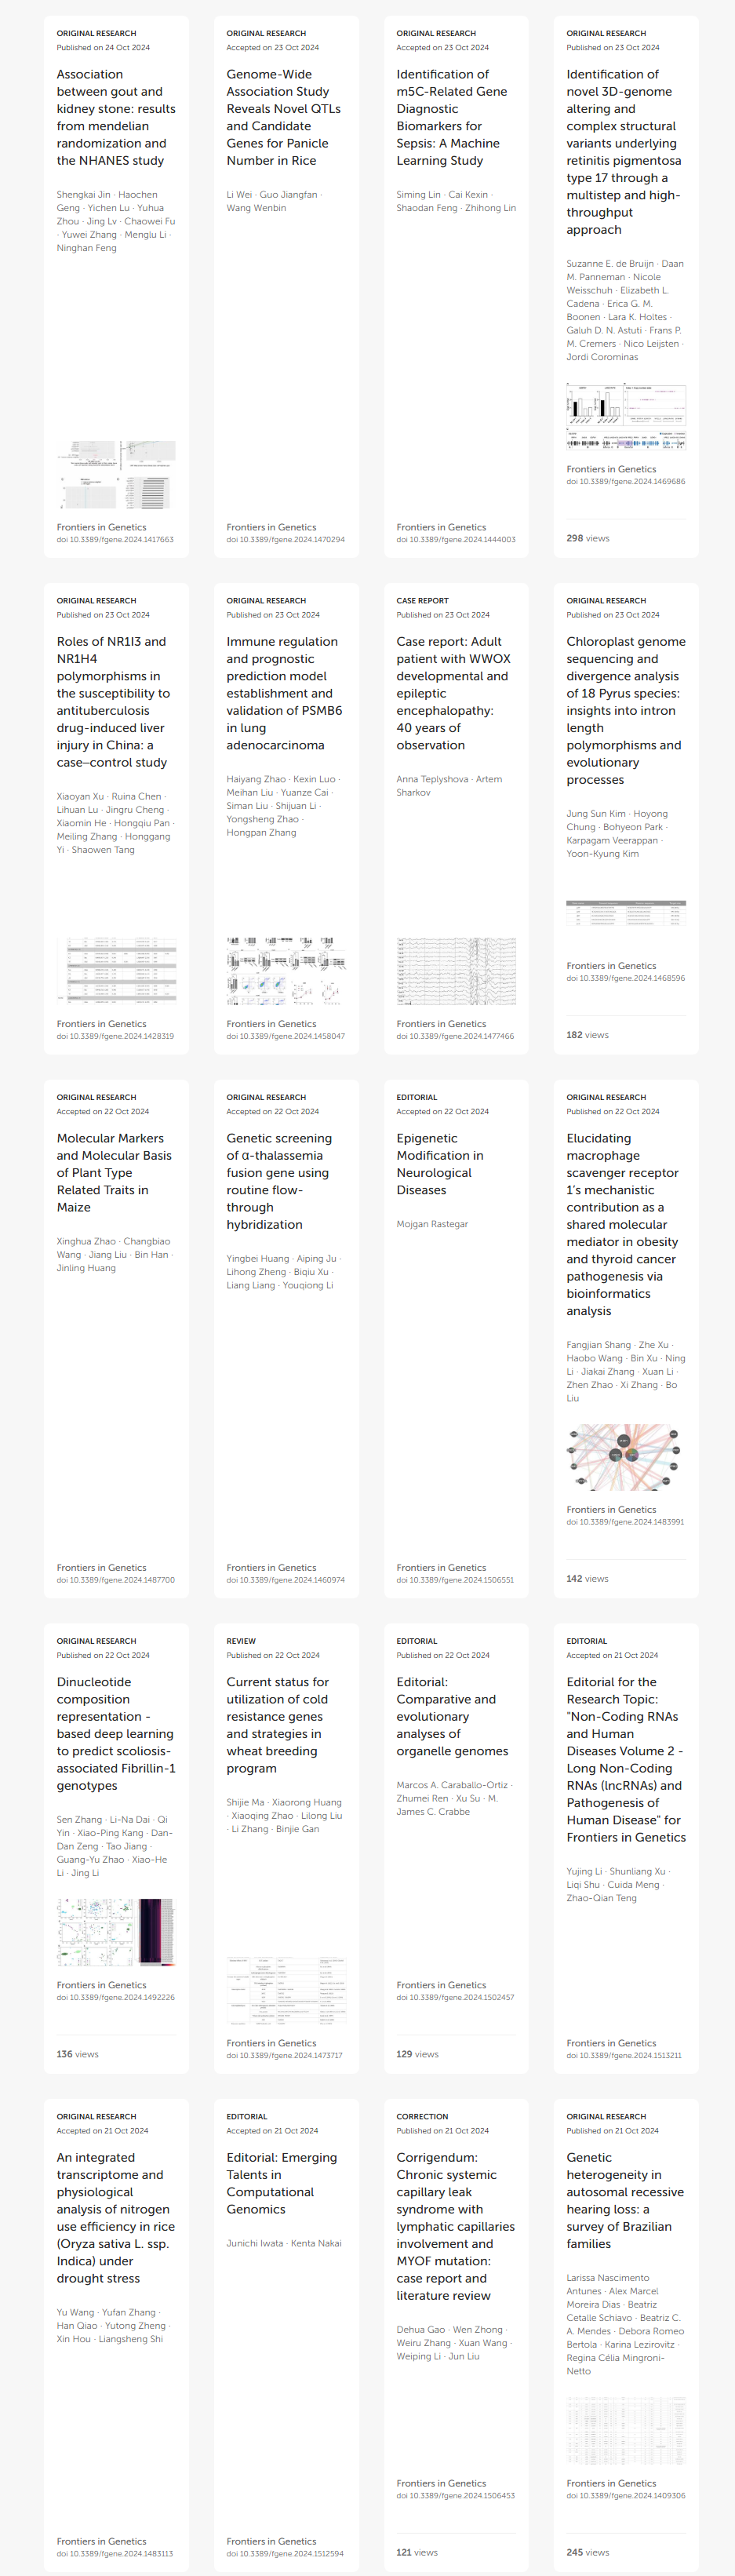 ORIGINAL RESEARCH
Published on 24 Oct 2024
Association
between gout and
kidney stone: results
from mendelian
randomization and
the NHANES study
Shengkai Jin · Haochen
Geng · Yichen Lu · Yuhua
Zhou · Jing Lv · Chaowei Fu
· Yuwei Zhang · Menglu Li ·
Ninghan Feng
Frontiers in Genetics
doi 10.3389/fgene.2024.1417663
ORIGINAL RESEARCH
Accepted on 23 Oct 2024
Genome-Wide
Association Study
Reveals Novel QTLs
and Candidate
Genes for Panicle
Number in Rice
Li Wei · Guo Jiangfan ·
Wang Wenbin
Frontiers in Genetics
doi 10.3389/fgene.2024.1470294
ORIGINAL RESEARCH
Accepted on 23 Oct 2024
Identification of
m5C-Related Gene
Diagnostic
Biomarkers for
Sepsis: A Machine
Learning Study
Siming Lin · Cai Kexin ·
Shaodan Feng · Zhihong Lin
Frontiers in Genetics
doi 10.3389/fgene.2024.1444003
ORIGINAL RESEARCH
Published on 23 Oct 2024
Identification of
novel 3D-genome
altering and
complex structural
variants underlying
retinitis pigmentosa
type 17 through a
multistep and high-
throughput
approach
Suzanne E. de Bruijn · Daan
M. Panneman · Nicole
Weisschuh · Elizabeth L.
Cadena · Erica G. M.
Boonen · Lara K. Holtes ·
Galuh D. N. Astuti · Frans P.
M. Cremers · Nico Leijsten ·
Jordi Corominas
Frontiers in Genetics
doi 10.3389/fgene.2024.1469686
298 views
ORIGINAL RESEARCH
Published on 23 Oct 2024
Roles of NR1I3 and
NR1H4
polymorphisms in
the susceptibility to
antituberculosis
drug-induced liver
injury in China: a
case–control study
Xiaoyan Xu · Ruina Chen ·
Lihuan Lu · Jingru Cheng ·
Xiaomin He · Hongqiu Pan ·
Meiling Zhang · Honggang
Yi · Shaowen Tang
Frontiers in Genetics
doi 10.3389/fgene.2024.1428319
ORIGINAL RESEARCH
Published on 23 Oct 2024
Immune regulation
and prognostic
prediction model
establishment and
validation of PSMB6
in lung
adenocarcinoma
Haiyang Zhao · Kexin Luo ·
Meihan Liu · Yuanze Cai ·
Siman Liu · Shijuan Li ·
Yongsheng Zhao ·
Hongpan Zhang
Frontiers in Genetics
doi 10.3389/fgene.2024.1458047
CASE REPORT
Published on 23 Oct 2024
Case report: Adult
patient with WWOX
developmental and
epileptic
encephalopathy:
40 years of
observation
Anna Teplyshova · Artem
Sharkov
Frontiers in Genetics
doi 10.3389/fgene.2024.1477466
ORIGINAL RESEARCH
Published on 23 Oct 2024
Chloroplast genome
sequencing and
divergence analysis
of 18 Pyrus species:
insights into intron
length
polymorphisms and
evolutionary
processes
Jung Sun Kim · Hoyong
Chung · Bohyeon Park ·
Karpagam Veerappan ·
Yoon-Kyung Kim
Frontiers in Genetics
doi 10.3389/fgene.2024.1468596
182 views
ORIGINAL RESEARCH
Accepted on 22 Oct 2024
Molecular Markers
and Molecular Basis
of Plant Type
Related Traits in
Maize
Xinghua Zhao · Changbiao
Wang · Jiang Liu · Bin Han ·
Jinling Huang
Frontiers in Genetics
doi 10.3389/fgene.2024.1487700
ORIGINAL RESEARCH
Accepted on 22 Oct 2024
Genetic screening
of α-thalassemia
fusion gene using
routine flow-
through
hybridization
Yingbei Huang · Aiping Ju ·
Lihong Zheng · Biqiu Xu ·
Liang Liang · Youqiong Li
Frontiers in Genetics
doi 10.3389/fgene.2024.1460974
EDITORIAL
Accepted on 22 Oct 2024
Epigenetic
Modification in
Neurological
Diseases
Mojgan Rastegar
Frontiers in Genetics
doi 10.3389/fgene.2024.1506551
ORIGINAL RESEARCH
Published on 22 Oct 2024
Elucidating
macrophage
scavenger receptor
1's mechanistic
contribution as a
shared molecular
mediator in obesity
and thyroid cancer
pathogenesis via
bioinformatics
analysis
Fangjian Shang · Zhe Xu ·
Haobo Wang · Bin Xu · Ning
Li · Jiakai Zhang · Xuan Li ·
Zhen Zhao · Xi Zhang · Bo
Liu
Frontiers in Genetics
doi 10.3389/fgene.2024.1483991
142 views
ORIGINAL RESEARCH
Published on 22 Oct 2024
Dinucleotide
composition
representation -
based deep learning
to predict scoliosis-
associated Fibrillin-1
genotypes
Sen Zhang · Li-Na Dai · Qi
Yin · Xiao-Ping Kang · Dan-
Dan Zeng · Tao Jiang ·
Guang-Yu Zhao · Xiao-He
Li · Jing Li
Frontiers in Genetics
doi 10.3389/fgene.2024.1492226
136 views
REVIEW
Published on 22 Oct 2024
Current status for
utilization of cold
resistance genes
and strategies in
wheat breeding
program
Shijie Ma · Xiaorong Huang
· Xiaoqing Zhao · Lilong Liu
· Li Zhang · Binjie Gan
Frontiers in Genetics
doi 10.3389/fgene.2024.1473717
EDITORIAL
Published on 22 Oct 2024
Editorial:
Comparative and
evolutionary
analyses of
organelle genomes
Marcos A. Caraballo-Ortiz ·
Zhumei Ren · Xu Su · M.
James C. Crabbe
Frontiers in Genetics
doi 10.3389/fgene.2024.1502457
129 views
EDITORIAL
Accepted on 21 Oct 2024
Editorial for the
Research Topic:
"Non-Coding RNAs
and Human
Diseases Volume 2 -
Long Non-Coding
RNAs (lncRNAs) and
Pathogenesis of
Human Disease" for
Frontiers in Genetics
Yujing Li · Shunliang Xu ·
Liqi Shu · Cuida Meng ·
Zhao-Qian Teng
Frontiers in Genetics
doi 10.3389/fgene.2024.1513211
ORIGINAL RESEARCH
Accepted on 21 Oct 2024
An integrated
transcriptome and
physiological
analysis of nitrogen
use efficiency in rice
(Oryza sativa L. ssp.
Indica) under
drought stress
Yu Wang · Yufan Zhang ·
Han Qiao · Yutong Zheng ·
Xin Hou · Liangsheng Shi
Frontiers in Genetics
doi 10.3389/fgene.2024.1483113
EDITORIAL
Accepted on 21 Oct 2024
Editorial: Emerging
Talents in
Computational
Genomics
Junichi Iwata · Kenta Nakai
Frontiers in Genetics
doi 10.3389/fgene.2024.1512594
CORRECTION
Published on 21 Oct 2024
Corrigendum:
Chronic systemic
capillary leak
syndrome with
lymphatic capillaries
involvement and
MYOF mutation:
case report and
literature review
Dehua Gao · Wen Zhong ·
Weiru Zhang · Xuan Wang ·
Weiping Li · Jun Liu
Frontiers in Genetics
doi 10.3389/fgene.2024.1506453
121 views
ORIGINAL RESEARCH
Published on 21 Oct 2024
Genetic
heterogeneity in
autosomal recessive
hearing loss: a
survey of Brazilian
families
Larissa Nascimento
Antunes · Alex Marcel
Moreira Dias · Beatriz
Cetalle Schiavo · Beatriz C.
A. Mendes · Debora Romeo
Bertola · Karina Lezirovitz ·
Regina Célia Mingroni-
Netto
Frontiers in Genetics
doi 10.3389/fgene.2024.1409306
245 views